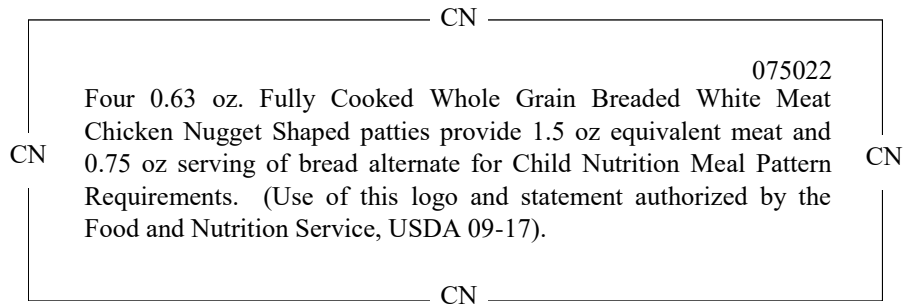 CN
075022
Four 0.63 oz. Fully Cooked Whole Grain Breaded White Meat
Chicken Nugget Shaped patties provide 1.5 oz equivalent meat and
CN 0.75 oz serving of bread alternate for Child Nutrition Meal Pattern CN
Requirements. (Use of this logo and statement authorized by the
Food and Nutrition Service, USDA 09-17).
CN